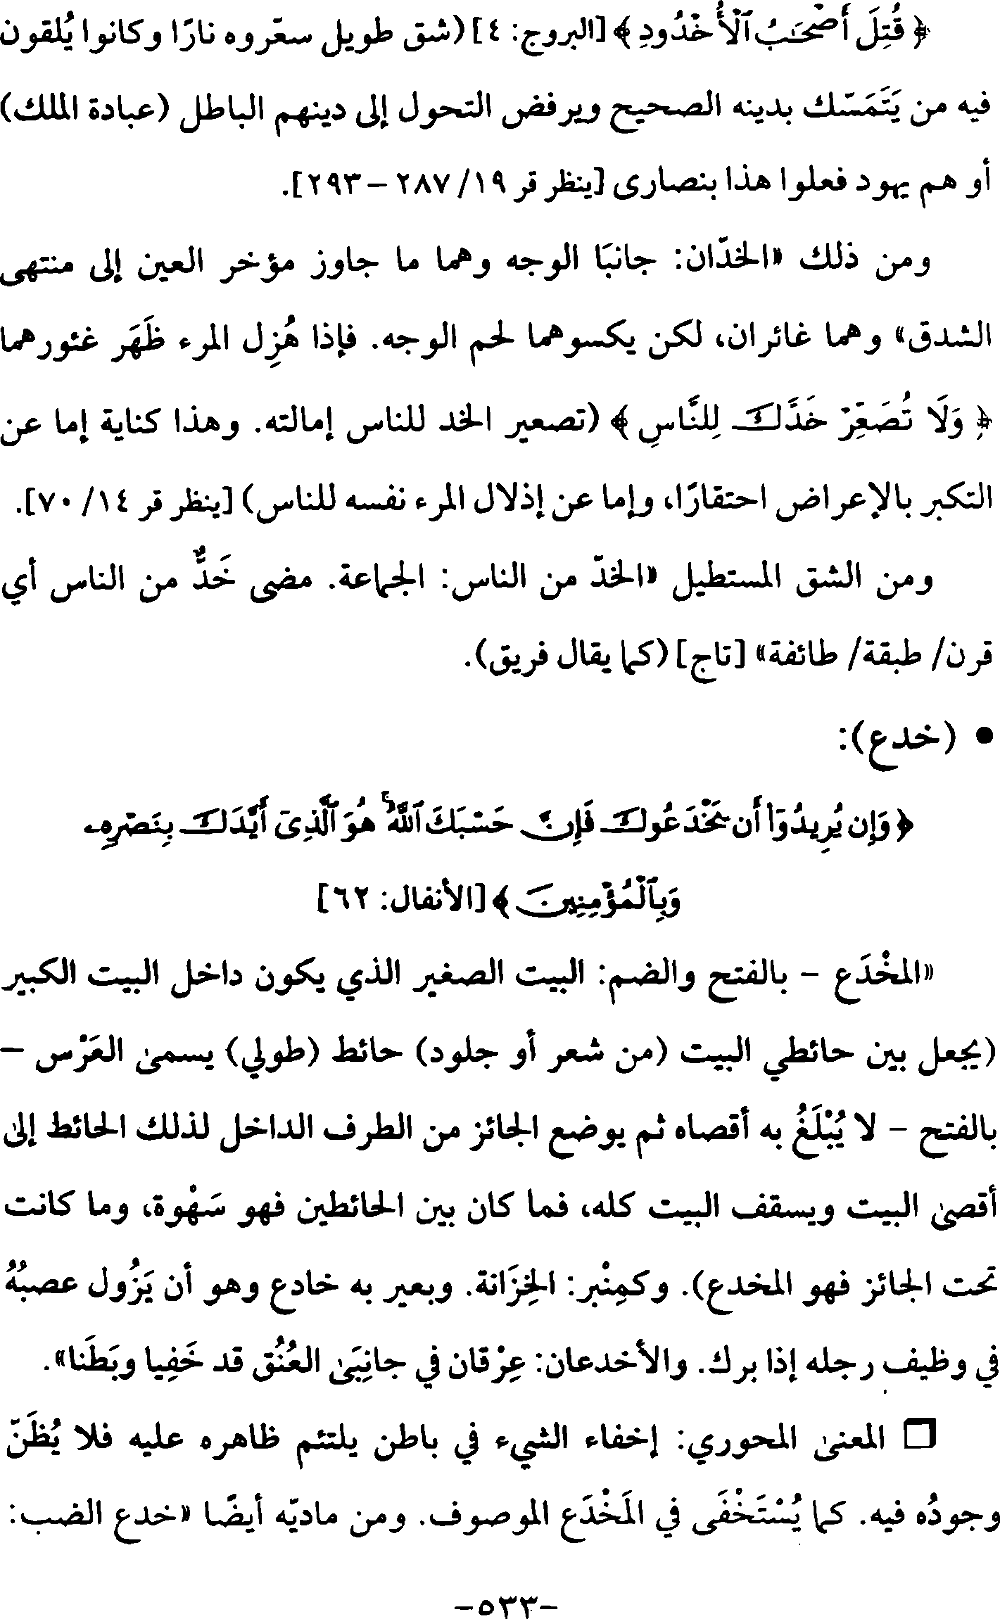 ﴿ قُتِلَ أَصْحَٰبُ ٱلْأُخْدُودِ ﴾ [البروج: ٤] (شق طويل سعّروه نارًا وكانوا يُلقون
فيه من يَتَمَسّك بدينه الصحيح ويرفض التحول إلى دينهم الباطل (عبادة الملك)
أو هم يهود فعلوا هذا بنصارى [ينظر قر ١٩/ ٢٨٧ – ٢٩٣].
ومن ذلك «الخدّان: جانبَا الوجه وهما ما جاوز مؤخر العين إلى منتهى
الشدق» وهما غائران، لكن يكسوهما لحم الوجه. فإذا هُزِل المرء ظَهَر غئورهما
﴿ وَلَا تُصَعِّرْ خَدَّكَ لِلنَّاسِ ﴾ (تصعير الخد للناس إمالته. وهذا كناية إما عن
التكبر بالإعراض احتقارًا، وإما عن إذلال المرء نفسه للناس) [ينظر قر ١٤/ ٧٠].
ومن الشق المستطيل «الخدّ من الناس: الجماعة. مضى خَدٌّ من الناس أي
قرن/ طبقة/ طائفة» [تاج] (كما يقال فريق).
• (خدع):
﴿ وَإِن يُرِيدُوٓا۟ أَن يَخْدَعُوكَ فَإِنَّ حَسْبَكَ ٱللَّهُ ۚ هُوَ ٱلَّذِىٓ أَيَّدَكَ بِنَصْرِهِۦ
وَبِٱلْمُؤْمِنِينَ ﴾ [الأنفال: ٦٢]
«المخْدَع – بالفتح والضم: البيت الصغير الذي يكون داخل البيت الكبير
(يجعل بين حائطي البيت (من شعر أو جلود) حائط (طولي) يسمىٰ العَرْس –
بالفتح – لا يُبْلَغُ به أقصاه ثم يوضع الجائز من الطرف الداخل لذلك الحائط إلىٰ
أقصىٰ البيت ويسقف البيت كله، فما كان بين الحائطين فهو سَهْوة، وما كانت
تحت الجائز فهو المخدع). وكمِنْبر: الخِزَانة. وبعير به خادع وهو أن يَزُول عصبُهُ
في وظيف رجله إذا برك. والأخدعان: عِرْقان في جانِبَىٰ العُنُق قد خَفِيا وبَطَنا».
❒ المعنىٰ المحوري: إخفاء الشيء في باطن يلتئم ظاهره عليه فلا يُظَنّ
وجودُه فيه. كما يُسْتَخْفَى في المَخْدَع الموصوف. ومن ماديّه أيضًا «خدع الضب:
-٥٣٣-